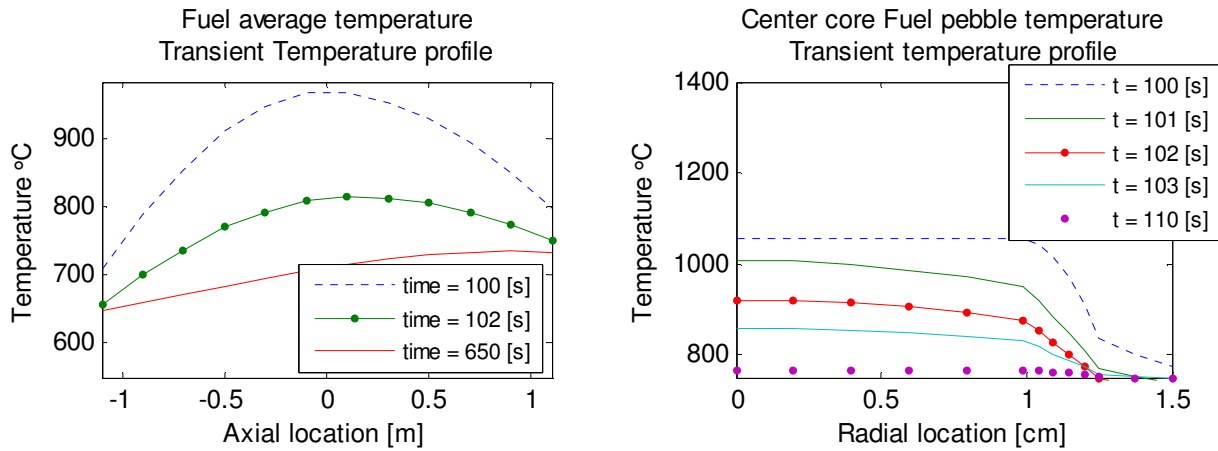 Fuel average temperature
Transient Temperature profile
Temperature ºC
900
800
700
600
-1
-0.5
0
0.5
1
Axial location [m]
time = 100 [s]
time = 102 [s]
time = 650 [s]
Center core Fuel pebble temperature
Transient temperature profile
Temperature ºC
1400
1200
1000
800
0
0.5
1
1.5
Radial location [cm]
t = 100 [s]
t = 101 [s]
t = 102 [s]
t = 103 [s]
t = 110 [s]